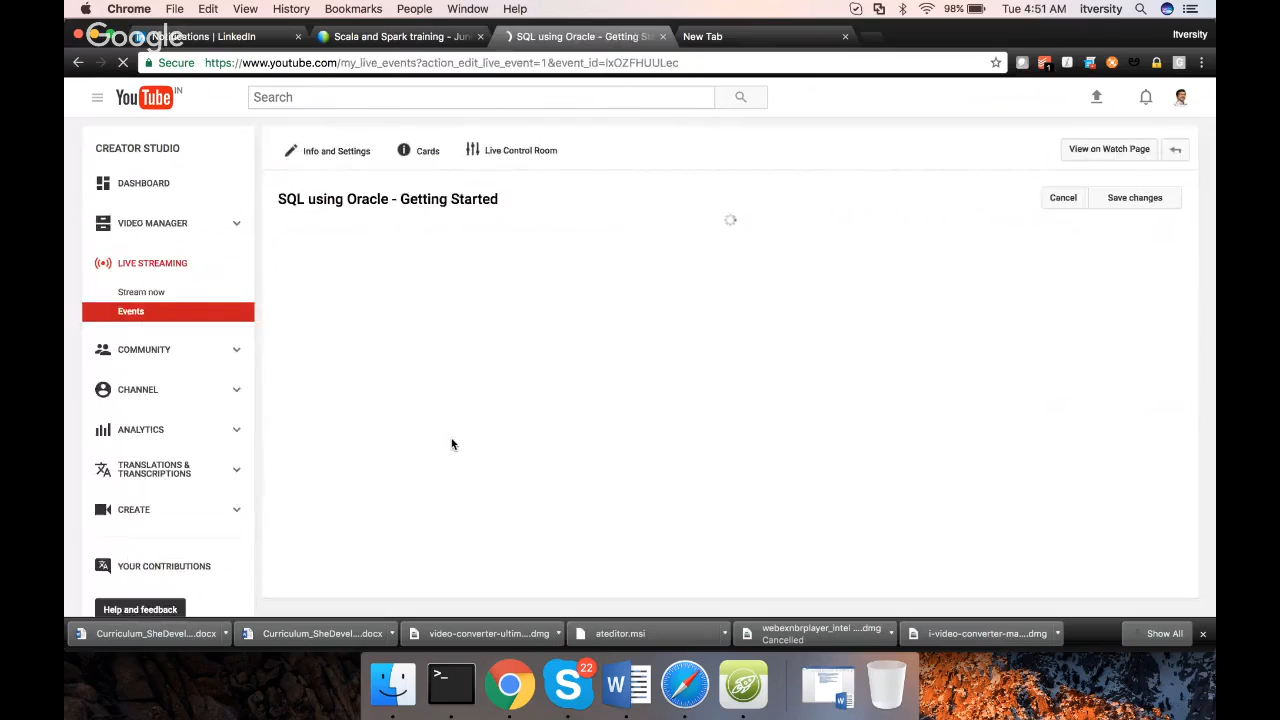 Chrome File Edit View History Bookmarks People Window Help 98% Tue 4:51 AM itversity
Google
Notifications | LinkedIn Scala and Spark training - Jun SQL using Oracle - Getting St New Tab Itversity
Secure https://www.youtube.com/my_live_events?action_edit_live_event=1&event_id=lxOZFHUULec 1
YouTube IN Search
CREATOR STUDIO
Info and Settings Cards Live Control Room View on Watch Page
DASHBOARD
SQL using Oracle - Getting Started Cancel Save changes
VIDEO MANAGER
LIVE STREAMING
Stream now
Events
COMMUNITY
CHANNEL
ANALYTICS
TRANSLATIONS &
TRANSCRIPTIONS
CREATE
YOUR CONTRIBUTIONS
Help and feedback
Curriculum_SheDevel....docx Curriculum_SheDevel....docx video-converter-ultim....dmg ateditor.msi webexnbrplayer_intel ....dmg i-video-converter-ma....dmg Show All
Cancelled
>_ 22